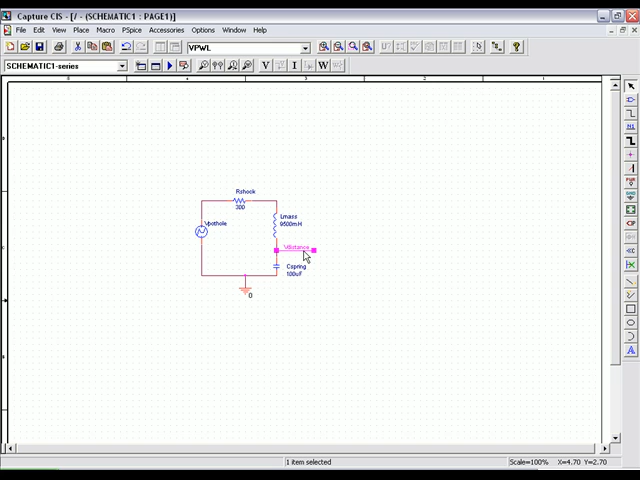 Capture CIS - [/ - (SCHEMATIC1 : PAGE1)]
File Edit View Place Macro PSpice Accessories Options Window Help
VPWL
SCHEMATIC1-series
V I W
Rshock
300
Vpothole
Lmass
9500mH
Vdistance
Cspring
100uF
0
1 item selected
Scale=100% X=4.70 Y=2.70